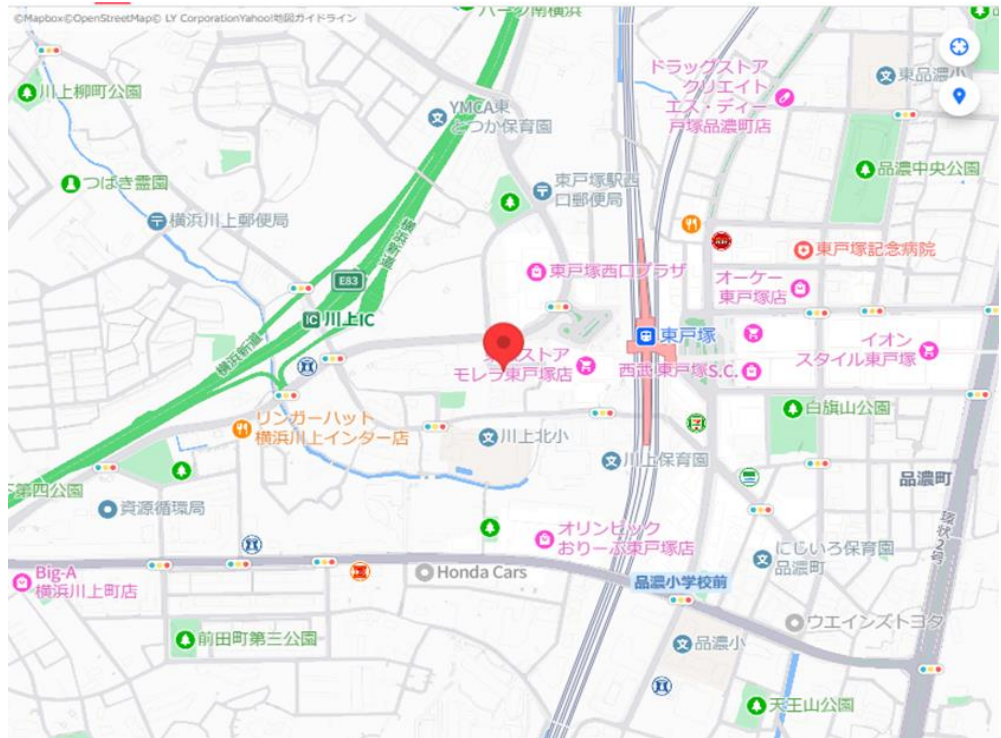 ©Mapbox©OpenStreetMap© LY CorporationYahoo!地図ガイドライン
パーク南横浜
川上柳町公園
YMCA東
とつか保育園
ドラッグストア
クリエイト
エス・ディー
戸塚品濃町店
東品濃小
つばき霊園
横浜川上郵便局
東戸塚駅西
口郵便局
品濃中央公園
東戸塚記念病院
東戸塚西口プラザ
オーケー
東戸塚店
E83
IC 川上IC
横浜新道
東戸塚
ストア
モレラ東戸塚店
西武東戸塚S.C.
イオン
スタイル東戸塚
リンガーハット
横浜川上インター店
川上北小
白旗山公園
川上保育園
下第四公園
資源循環局
品濃町
環状2号
オリンピック
おりーぶ東戸塚店
にじいろ保育園
品濃町
Big-A
横浜川上町店
Honda Cars
品濃小学校前
ウエインズトヨタ
前田町第三公園
品濃小
天王山公園